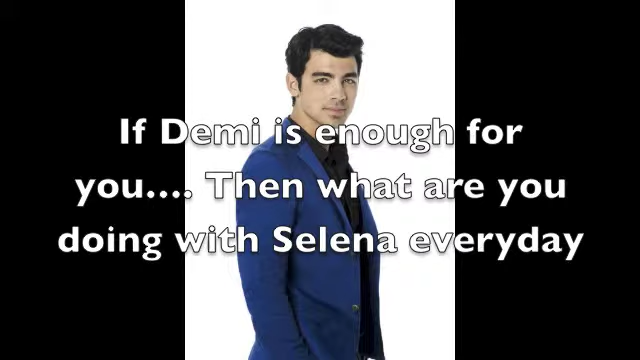 If Demi is enough for
you.... Then what are you
doing with Selena everyday